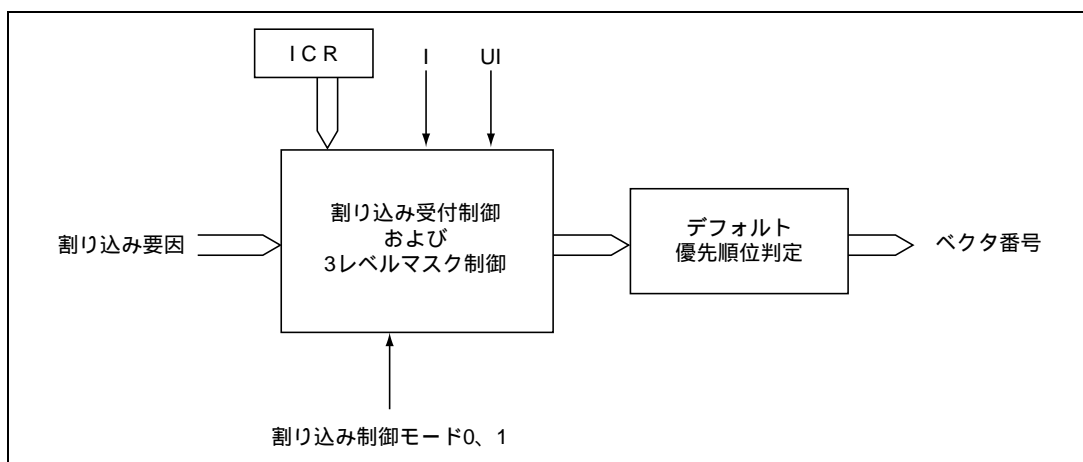 I C R
I
UI
割り込み要因
割り込み受付制御
および
3レベルマスク制御
デフォルト
優先順位判定
ベクタ番号
割り込み制御モード0、1